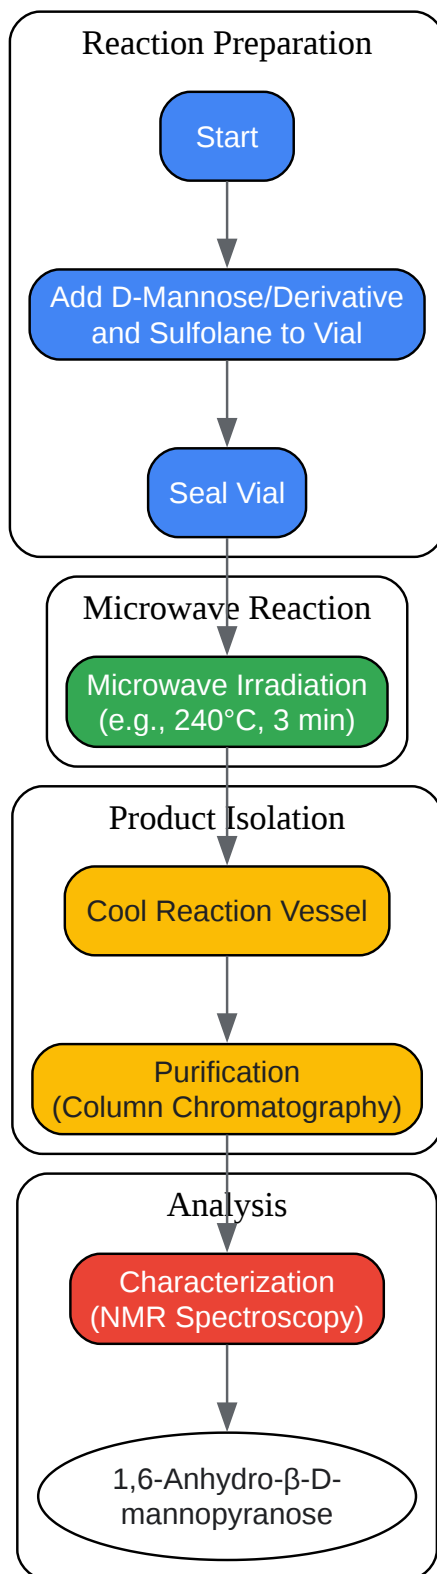 Reaction Preparation
Start
Add D-Mannose/Derivative
and Sulfolane to Vial
Seal Vial
Microwave Reaction
Microwave Irradiation
(e.g., 240°C, 3 min)
Product Isolation
Cool Reaction Vessel
Purification
(Column Chromatography)
Analysis
Characterization
(NMR Spectroscopy)
1,6-Anhydro-β-D-
mannopyranose